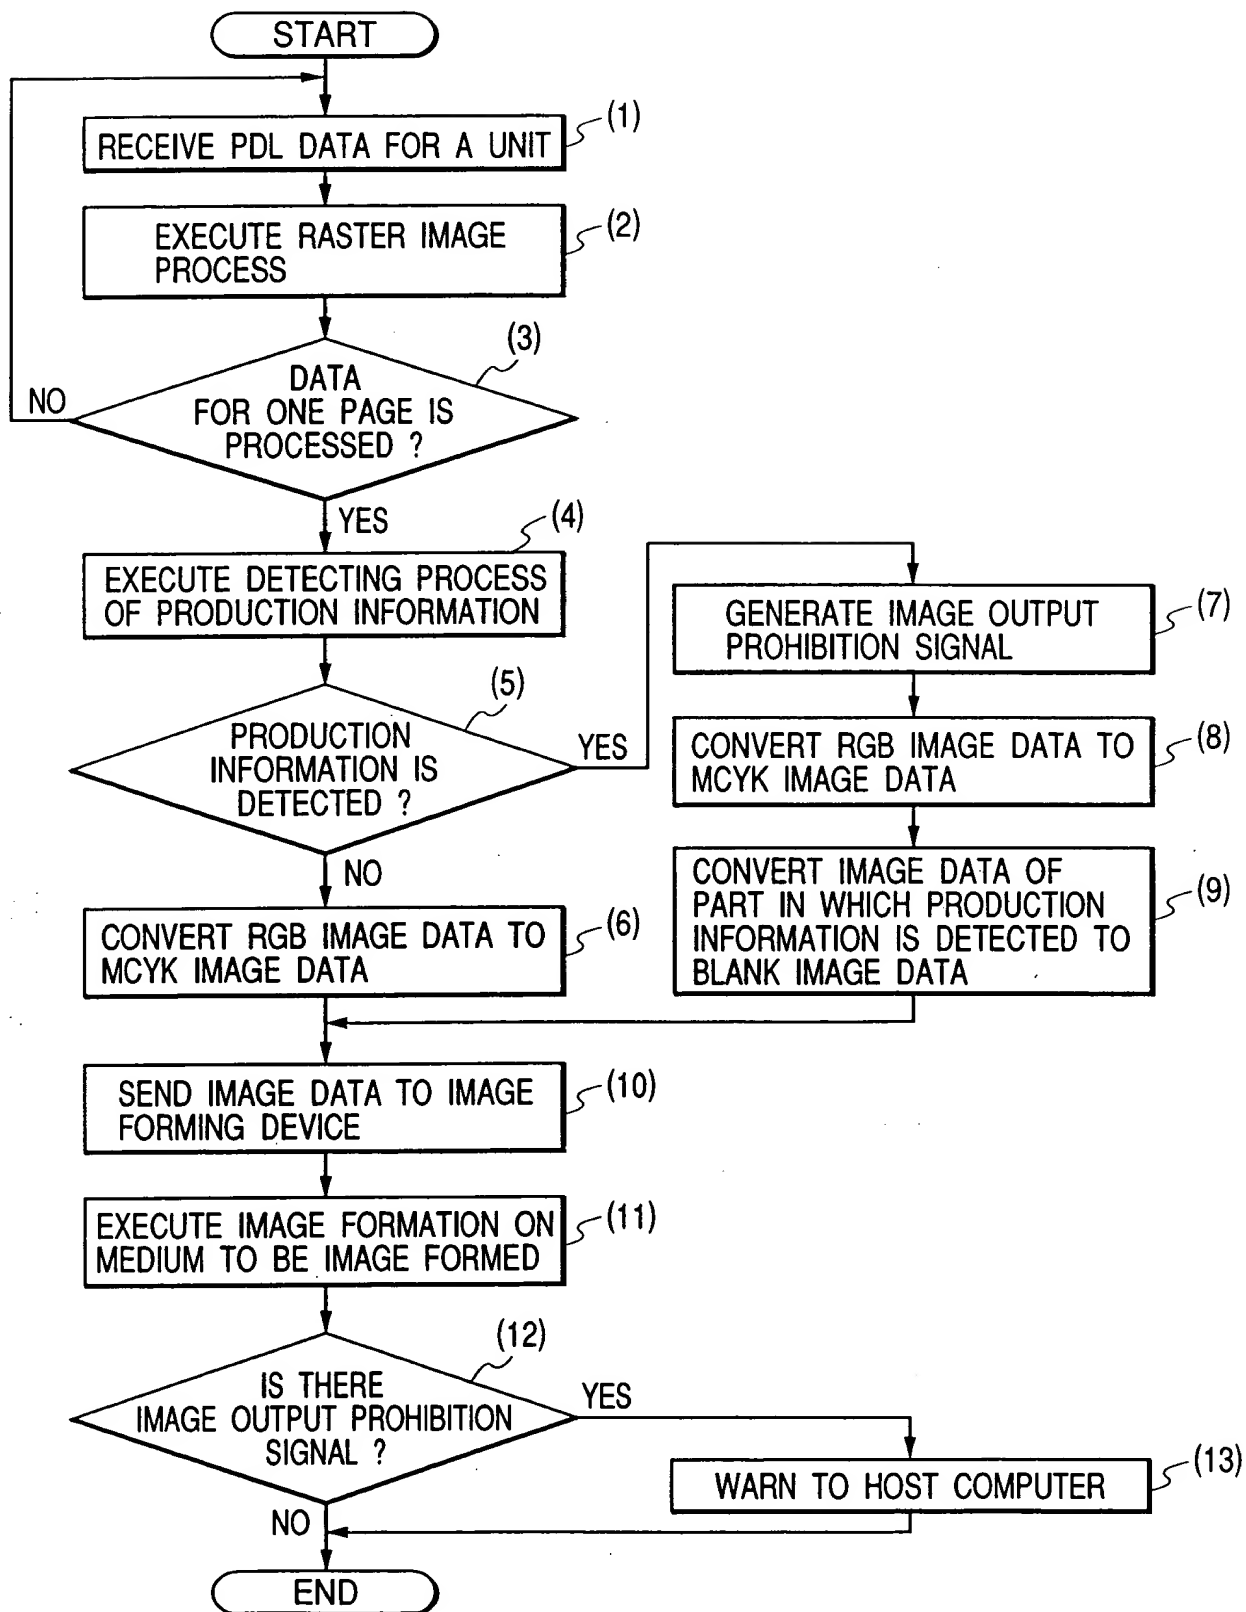 START
(1)
RECEIVE PDL DATA FOR A UNIT
(2)
EXECUTE RASTER IMAGE
PROCESS
(3)
DATA
FOR ONE PAGE IS
PROCESSED ?
NO
YES
(4)
EXECUTE DETECTING PROCESS
OF PRODUCTION INFORMATION
(5)
PRODUCTION
INFORMATION IS
DETECTED ?
YES
NO
(6)
CONVERT RGB IMAGE DATA TO
MCYK IMAGE DATA
(7)
GENERATE IMAGE OUTPUT
PROHIBITION SIGNAL
(8)
CONVERT RGB IMAGE DATA TO
MCYK IMAGE DATA
(9)
CONVERT IMAGE DATA OF
PART IN WHICH PRODUCTION
INFORMATION IS DETECTED TO
BLANK IMAGE DATA
(10)
SEND IMAGE DATA TO IMAGE
FORMING DEVICE
(11)
EXECUTE IMAGE FORMATION ON
MEDIUM TO BE IMAGE FORMED
(12)
IS THERE
IMAGE OUTPUT PROHIBITION
SIGNAL ?
YES
(13)
WARN TO HOST COMPUTER
NO
END